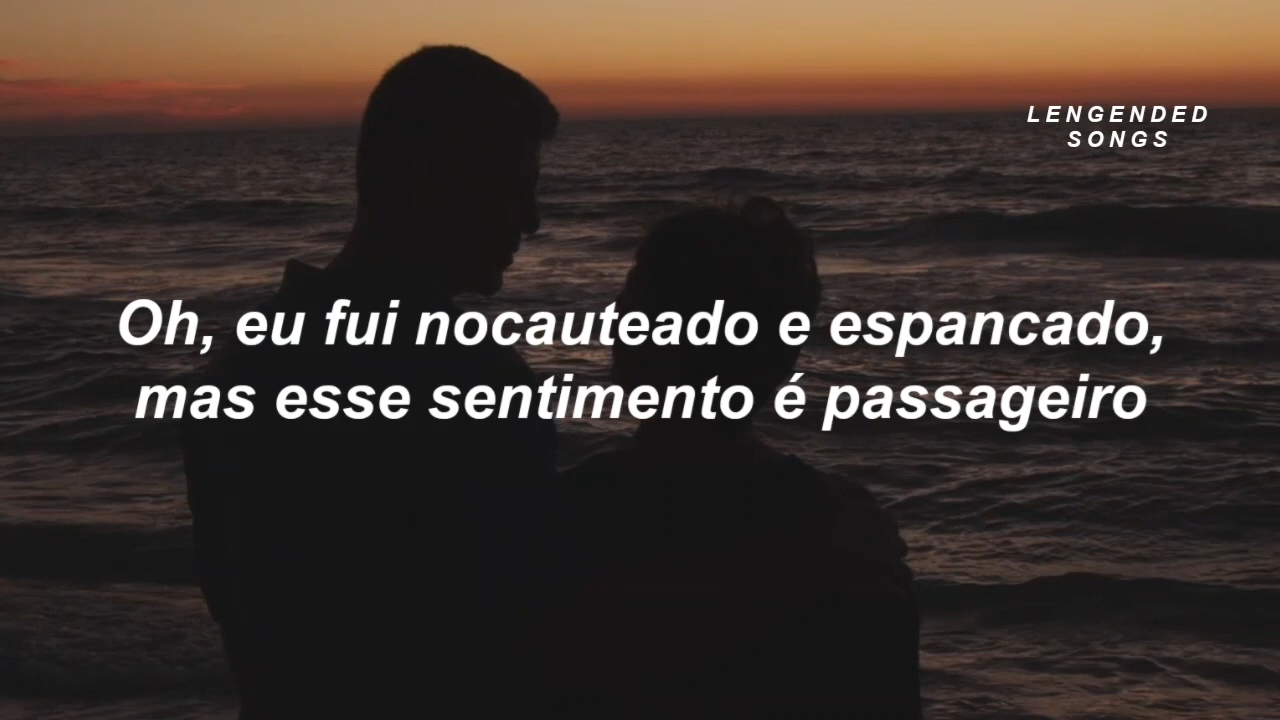 LENGENDED
SONGS
Oh, eu fui nocauteado e espancado,
mas esse sentimento é passageiro